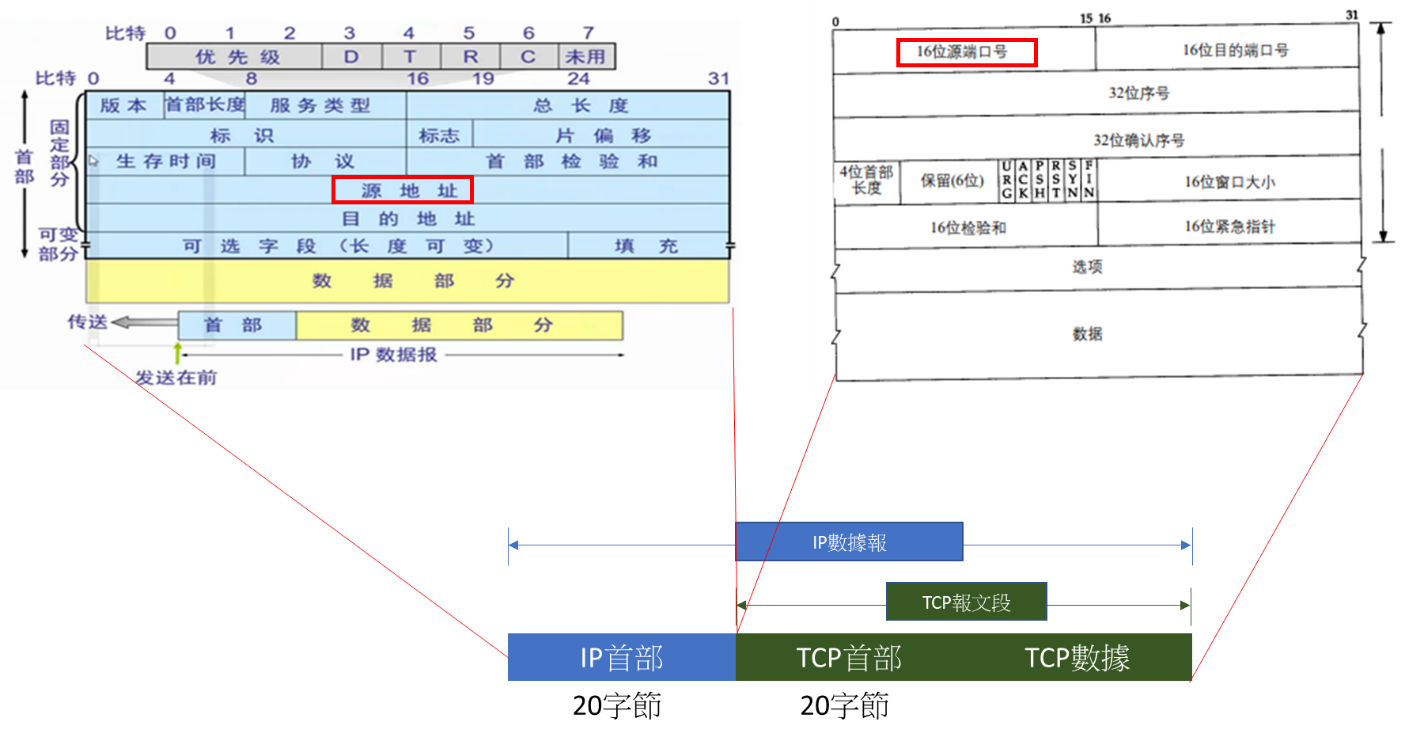 比特 0 1 2 3 4 5 6 7
优先级 D T R C 未用
比特 0 4 8 16 19 24 31
版本 首部长度 服务类型 总长度
标识 标志 片偏移
生存时间 协议 首部检验和
源地址
目的地址
可选字段（长度可变） 填充
数据部分
首部
固定部分
可变
部分
传送 首部 数据部分
IP 数据报
发送在前
0 15 16 31
16位源端口号 16位目的端口号
32位序号
32位确认序号
4位首部
长度 保留(6位) URG ACK PSH RST SYN FIN 16位窗口大小
16位检验和 16位紧急指针
选项
数据
IP數據報
TCP報文段
IP首部 TCP首部 TCP數據
20字節 20字節